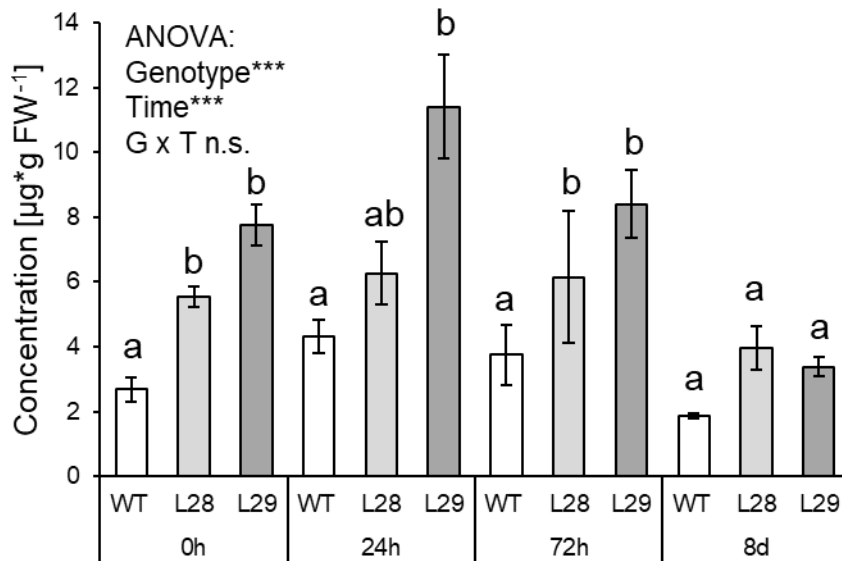 14
12
10
8
6
4
2
0
Concentration [µg*g FW⁻¹]
ANOVA:
Genotype***
Time***
G x T n.s.
a
b
b
a
ab
b
a
b
b
a
a
a
WT L28 L29 WT L28 L29 WT L28 L29 WT L28 L29
0h 24h 72h 8d